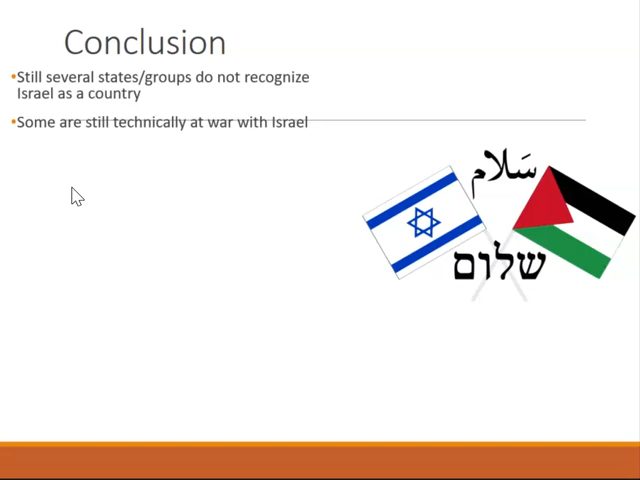 Conclusion
•Still several states/groups do not recognize
Israel as a country
•Some are still technically at war with Israel
سَلام
שלום